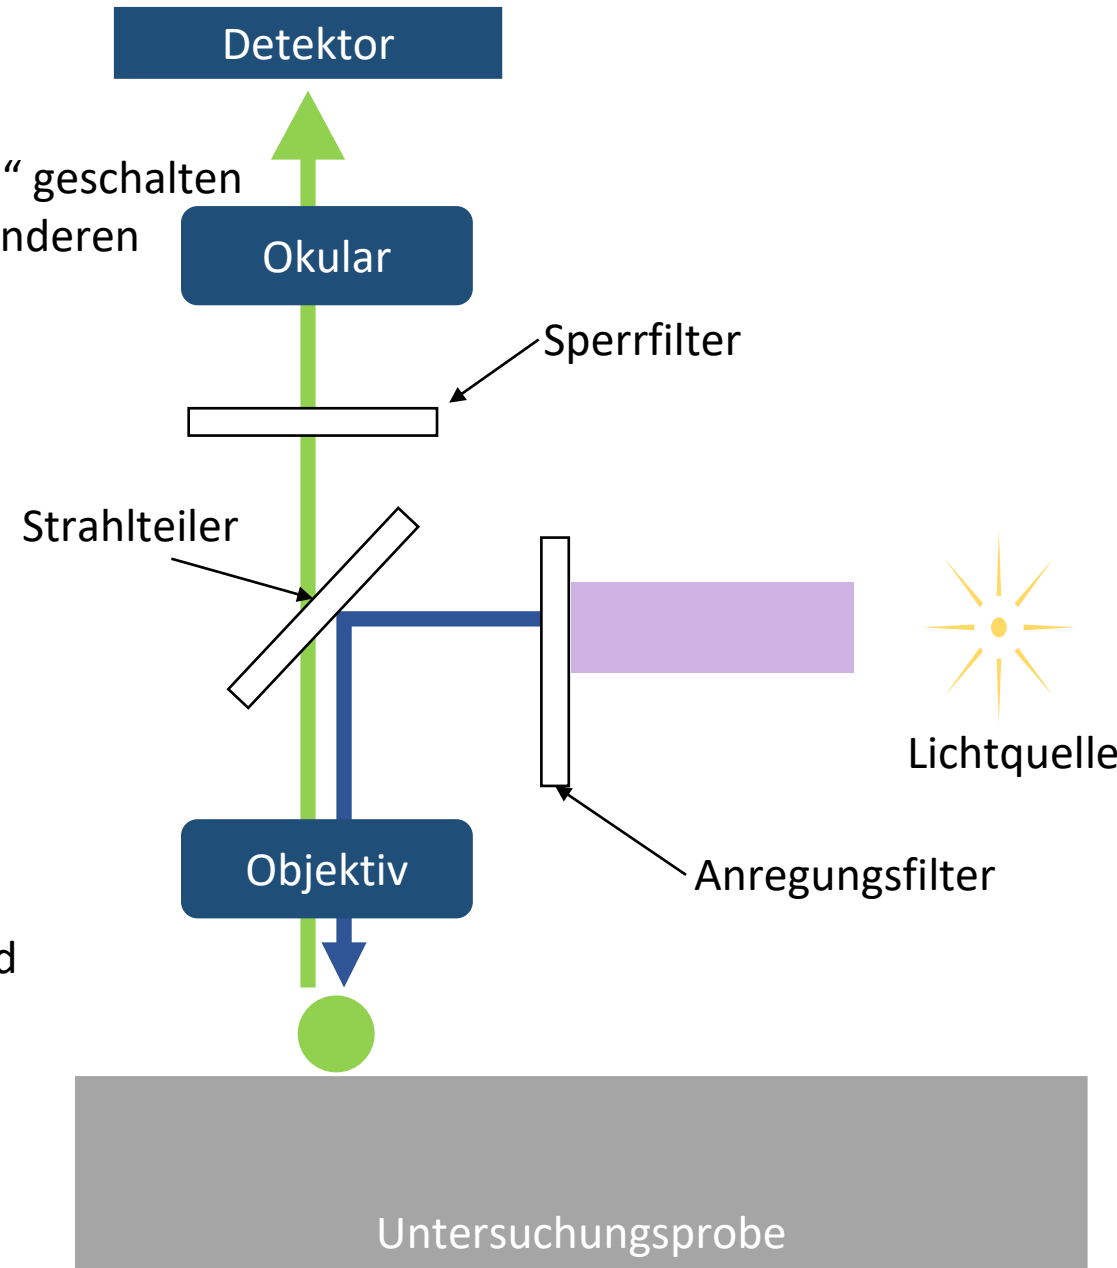 Detektor
“ geschalten
nderen
Okular
Sperrfilter
Strahlteiler
Lichtquelle
Objektiv
Anregungsfilter
d
Untersuchungsprobe